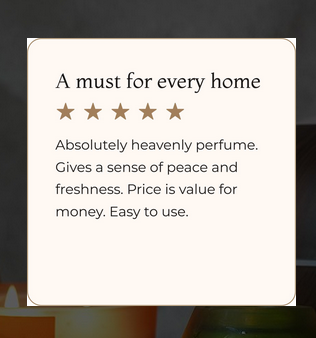 A must for every home
Absolutely heavenly perfume.
Gives a sense of peace and
freshness. Price is value for
money. Easy to use.